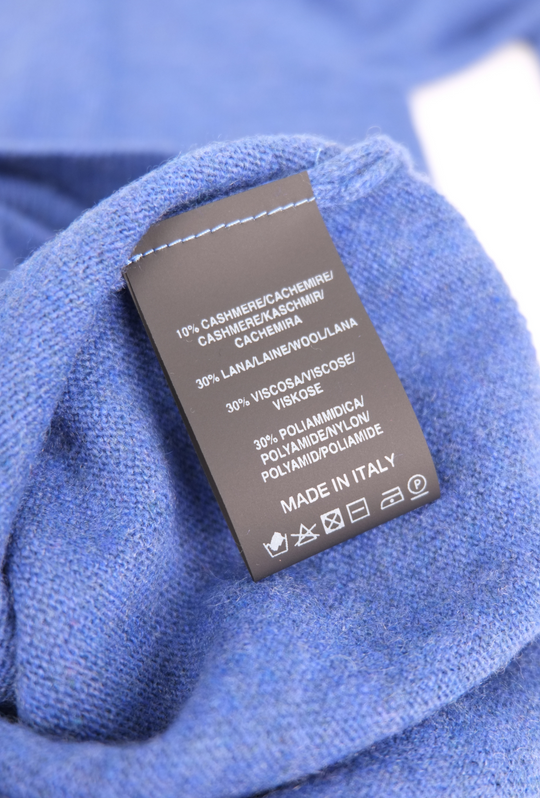 10% CASHMERE/CACHEMIRE/
CASHMERE/KASCHMIR/
CACHEMIRA
30% LANA/LAINE/WOOL/LANA
30% VISCOSA/VISCOSE/
VISKOSE
30% POLIAMMIDICA/
POLYAMIDE/NYLON/
POLYAMID/POLIAMIDE
MADE IN ITALY
P